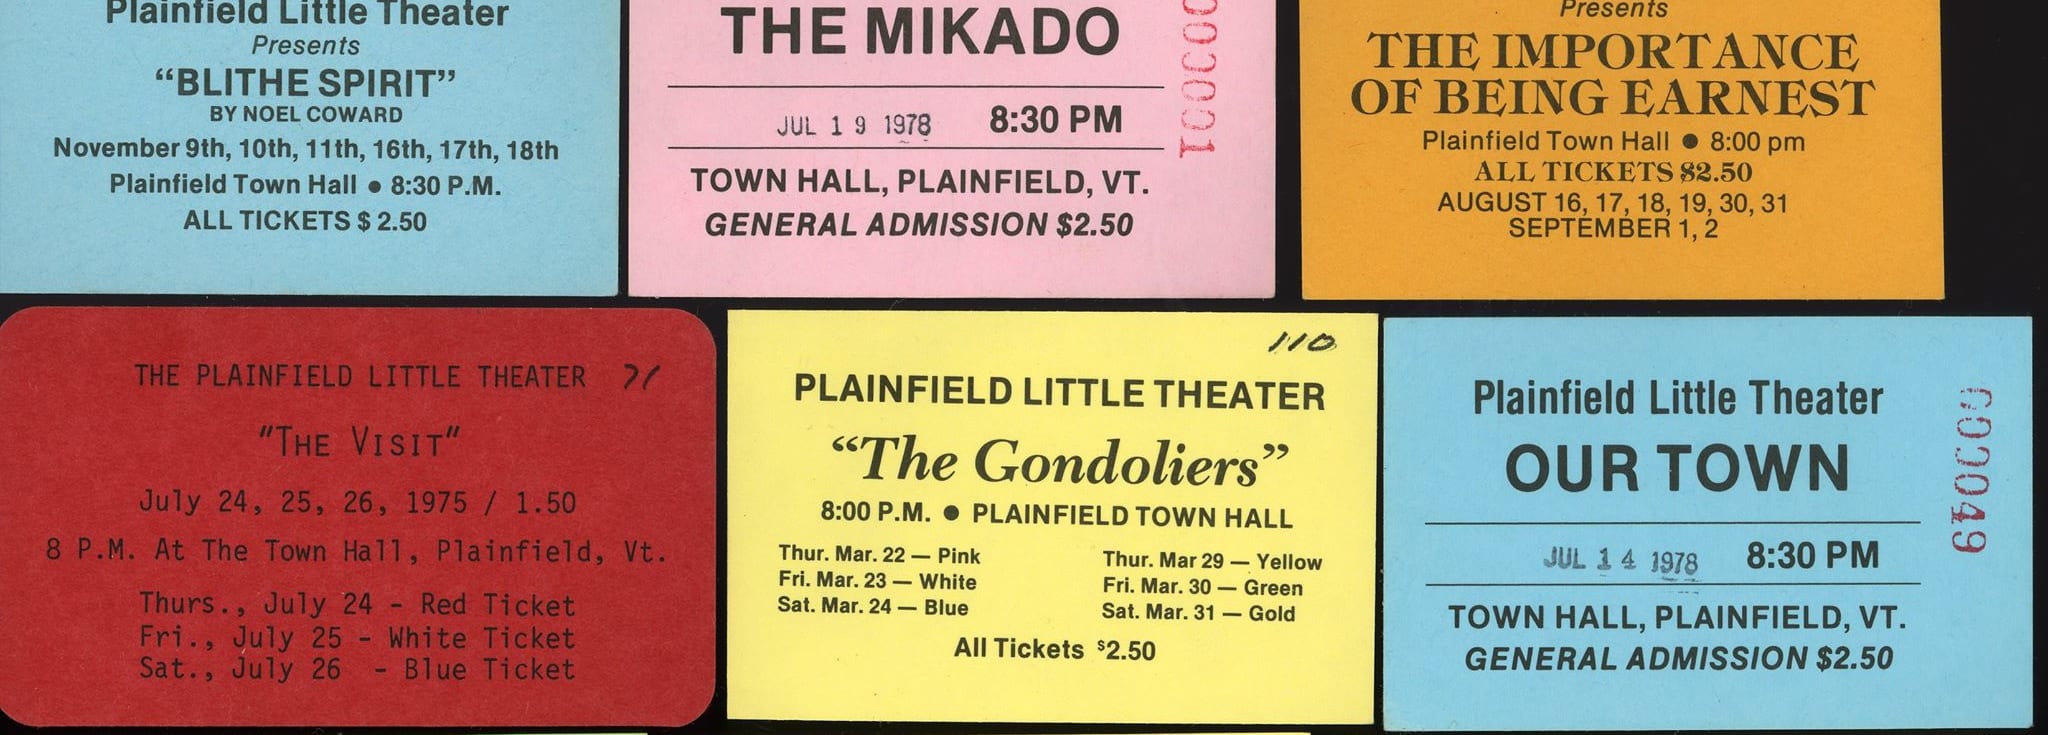 Plainfield Little Theater
Presents
“BLITHE SPIRIT”
BY NOEL COWARD
November 9th, 10th, 11th, 16th, 17th, 18th
Plainfield Town Hall ● 8:30 P.M.
ALL TICKETS $ 2.50
THE MIKADO
JUL 19 1978 8:30 PM
TOWN HALL, PLAINFIELD, VT.
GENERAL ADMISSION $2.50
Presents
THE IMPORTANCE
OF BEING EARNEST
Plainfield Town Hall ● 8:00 pm
ALL TICKETS $2.50
AUGUST 16, 17, 18, 19, 30, 31
SEPTEMBER 1, 2
THE PLAINFIELD LITTLE THEATER 71
"THE VISIT"
July 24, 25, 26, 1975 / 1.50
8 P.M. At The Town Hall, Plainfield, Vt.
Thurs., July 24 - Red Ticket
Fri., July 25 - White Ticket
Sat., July 26 - Blue Ticket
110
PLAINFIELD LITTLE THEATER
“The Gondoliers”
8:00 P.M. ● PLAINFIELD TOWN HALL
Thur. Mar. 22 — Pink Thur. Mar 29 — Yellow
Fri. Mar. 23 — White Fri. Mar. 30 — Green
Sat. Mar. 24 — Blue Sat. Mar. 31 — Gold
All Tickets $2.50
Plainfield Little Theater
OUR TOWN
JUL 14 1978 8:30 PM
TOWN HALL, PLAINFIELD, VT.
GENERAL ADMISSION $2.50
000049